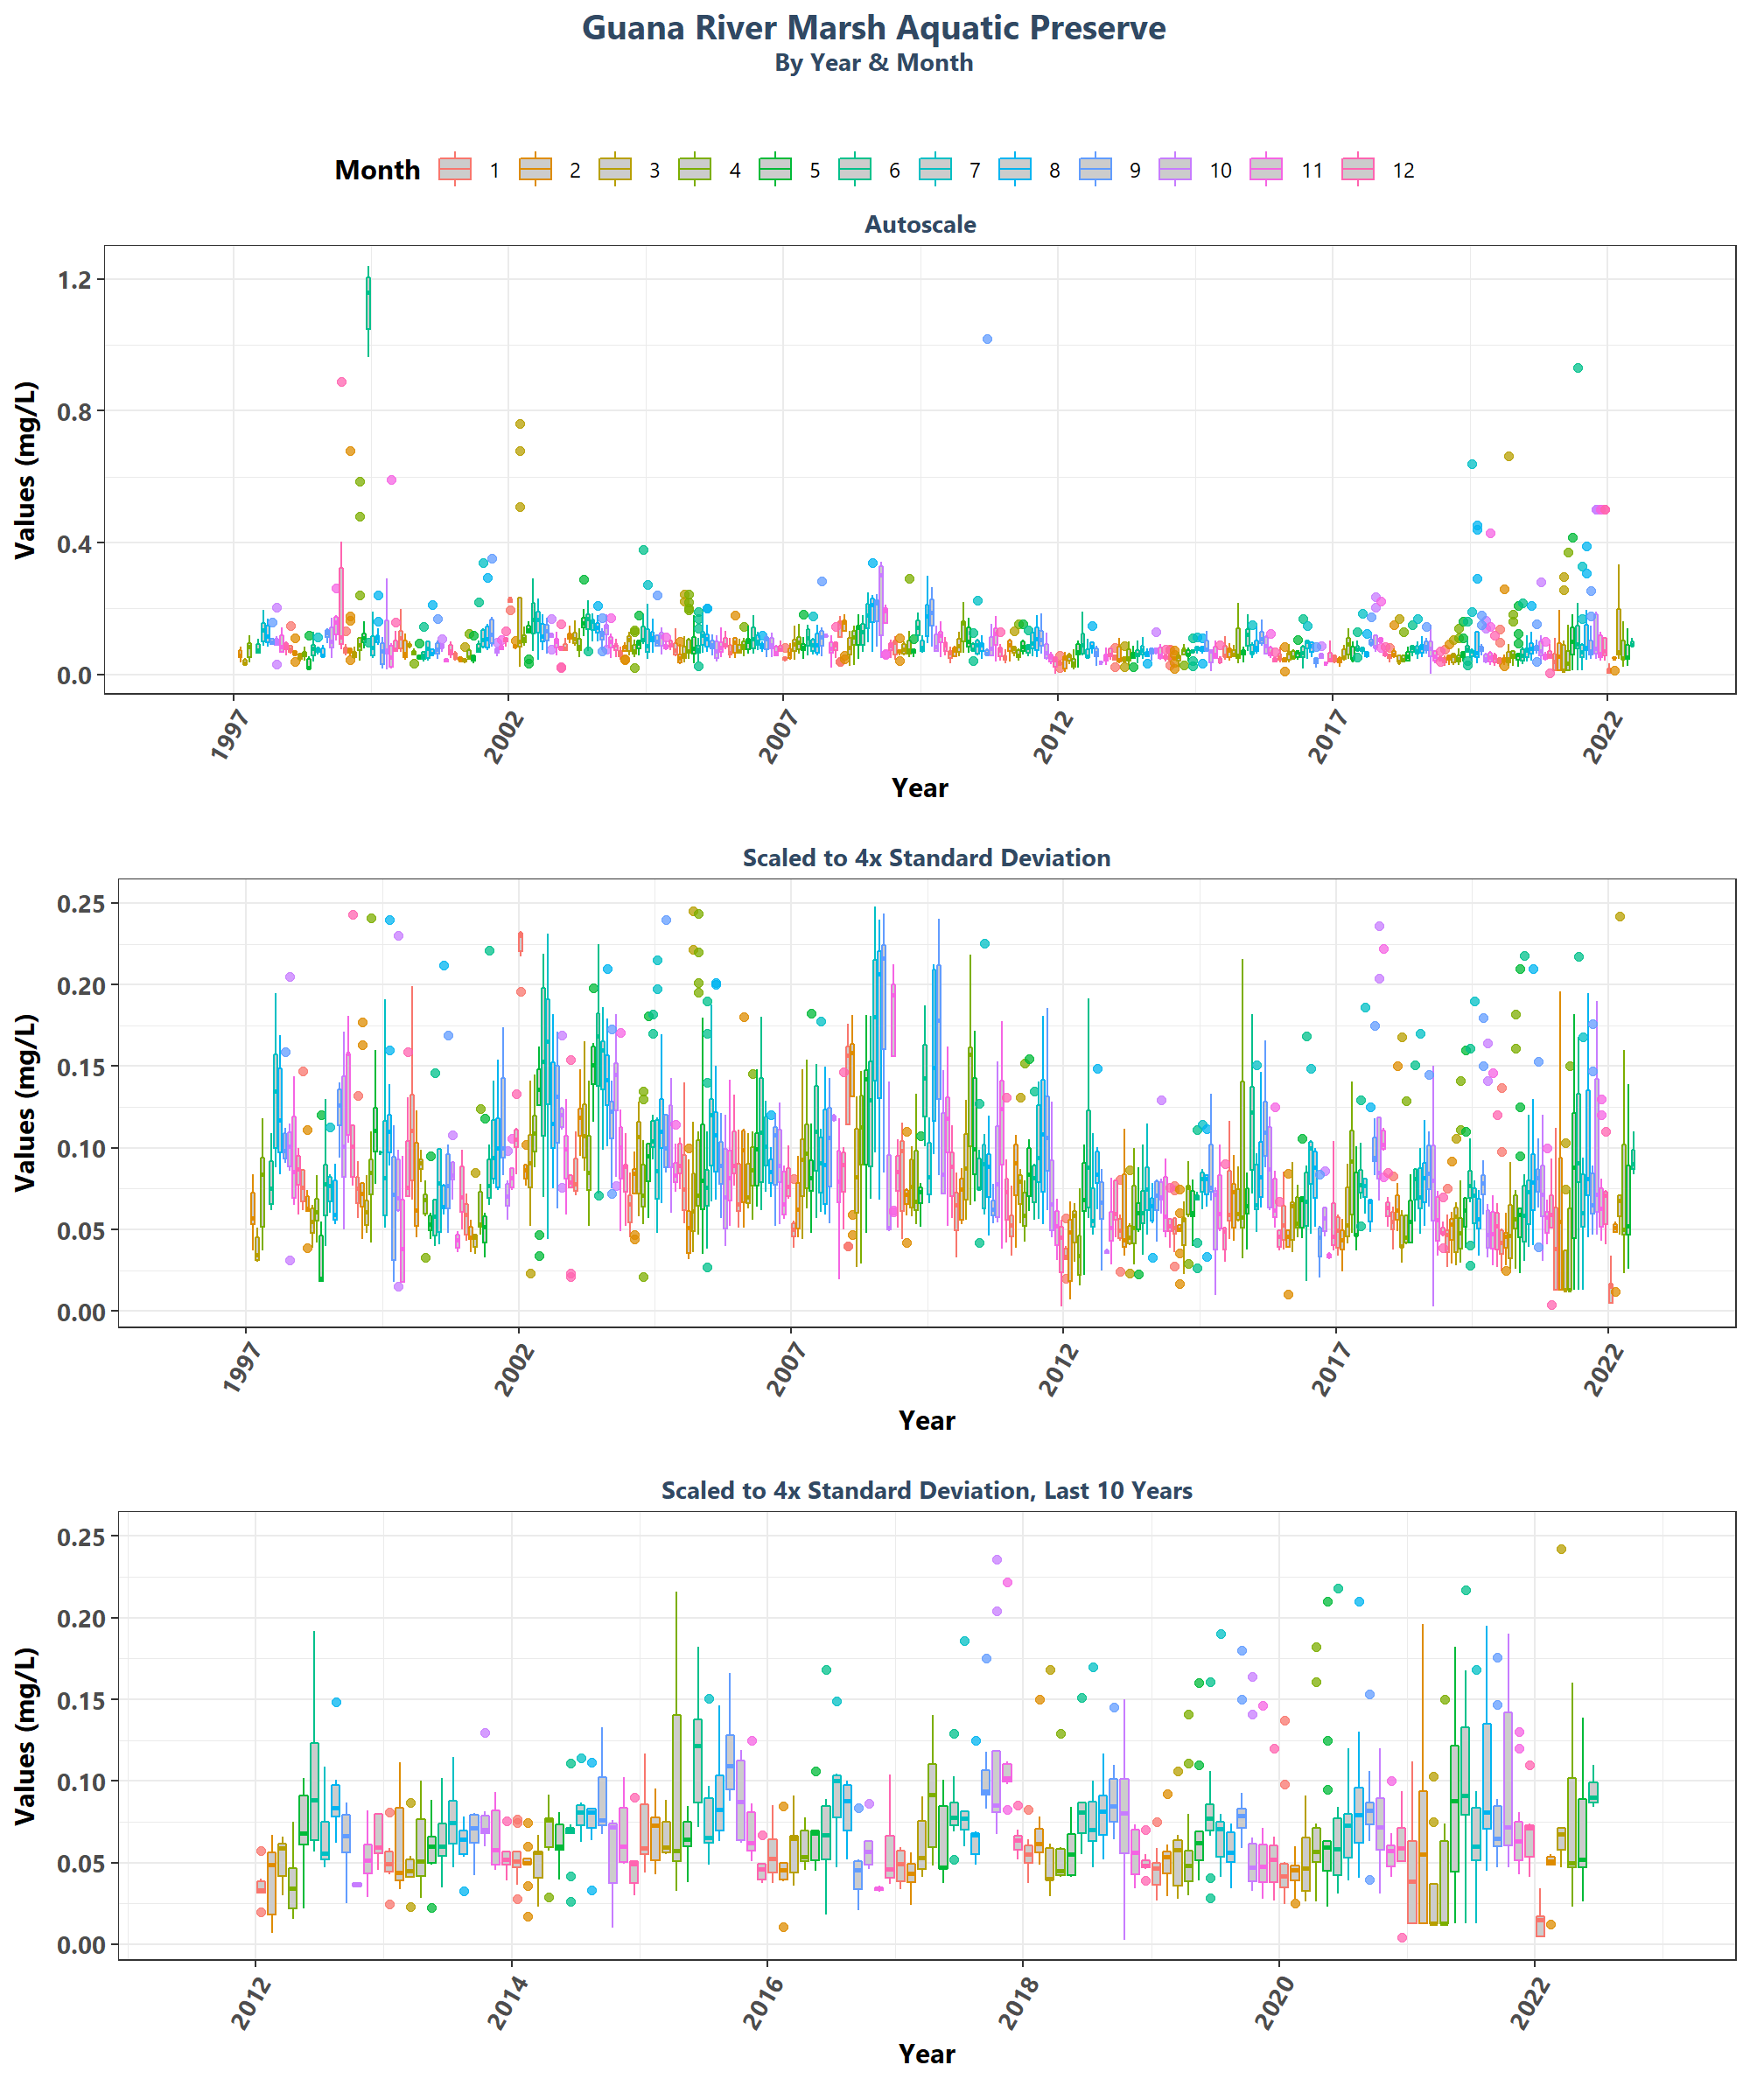 Guana River Marsh Aquatic Preserve
By Year & Month
Month 1 2 3 4 5 6 7 8 9 10 11 12
Autoscale
Values (mg/L)
1.2
0.8
0.4
0.0
1997 2002 2007 2012 2017 2022
Year
Scaled to 4x Standard Deviation
Values (mg/L)
0.25
0.20
0.15
0.10
0.05
0.00
1997 2002 2007 2012 2017 2022
Year
Scaled to 4x Standard Deviation, Last 10 Years
Values (mg/L)
0.25
0.20
0.15
0.10
0.05
0.00
2012 2014 2016 2018 2020 2022
Year